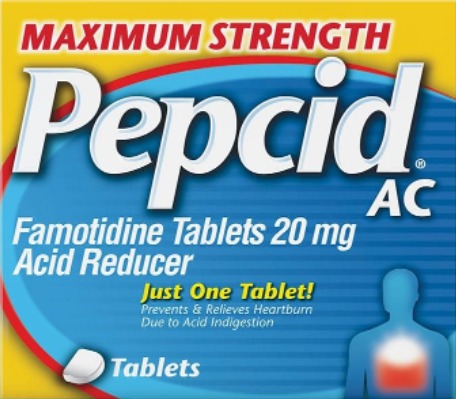 MAXIMUM STRENGTH
Pepcid®
AC
Famotidine Tablets 20 mg
Acid Reducer
Just One Tablet!
Prevents & Relieves Heartburn
Due to Acid Indigestion
Tablets